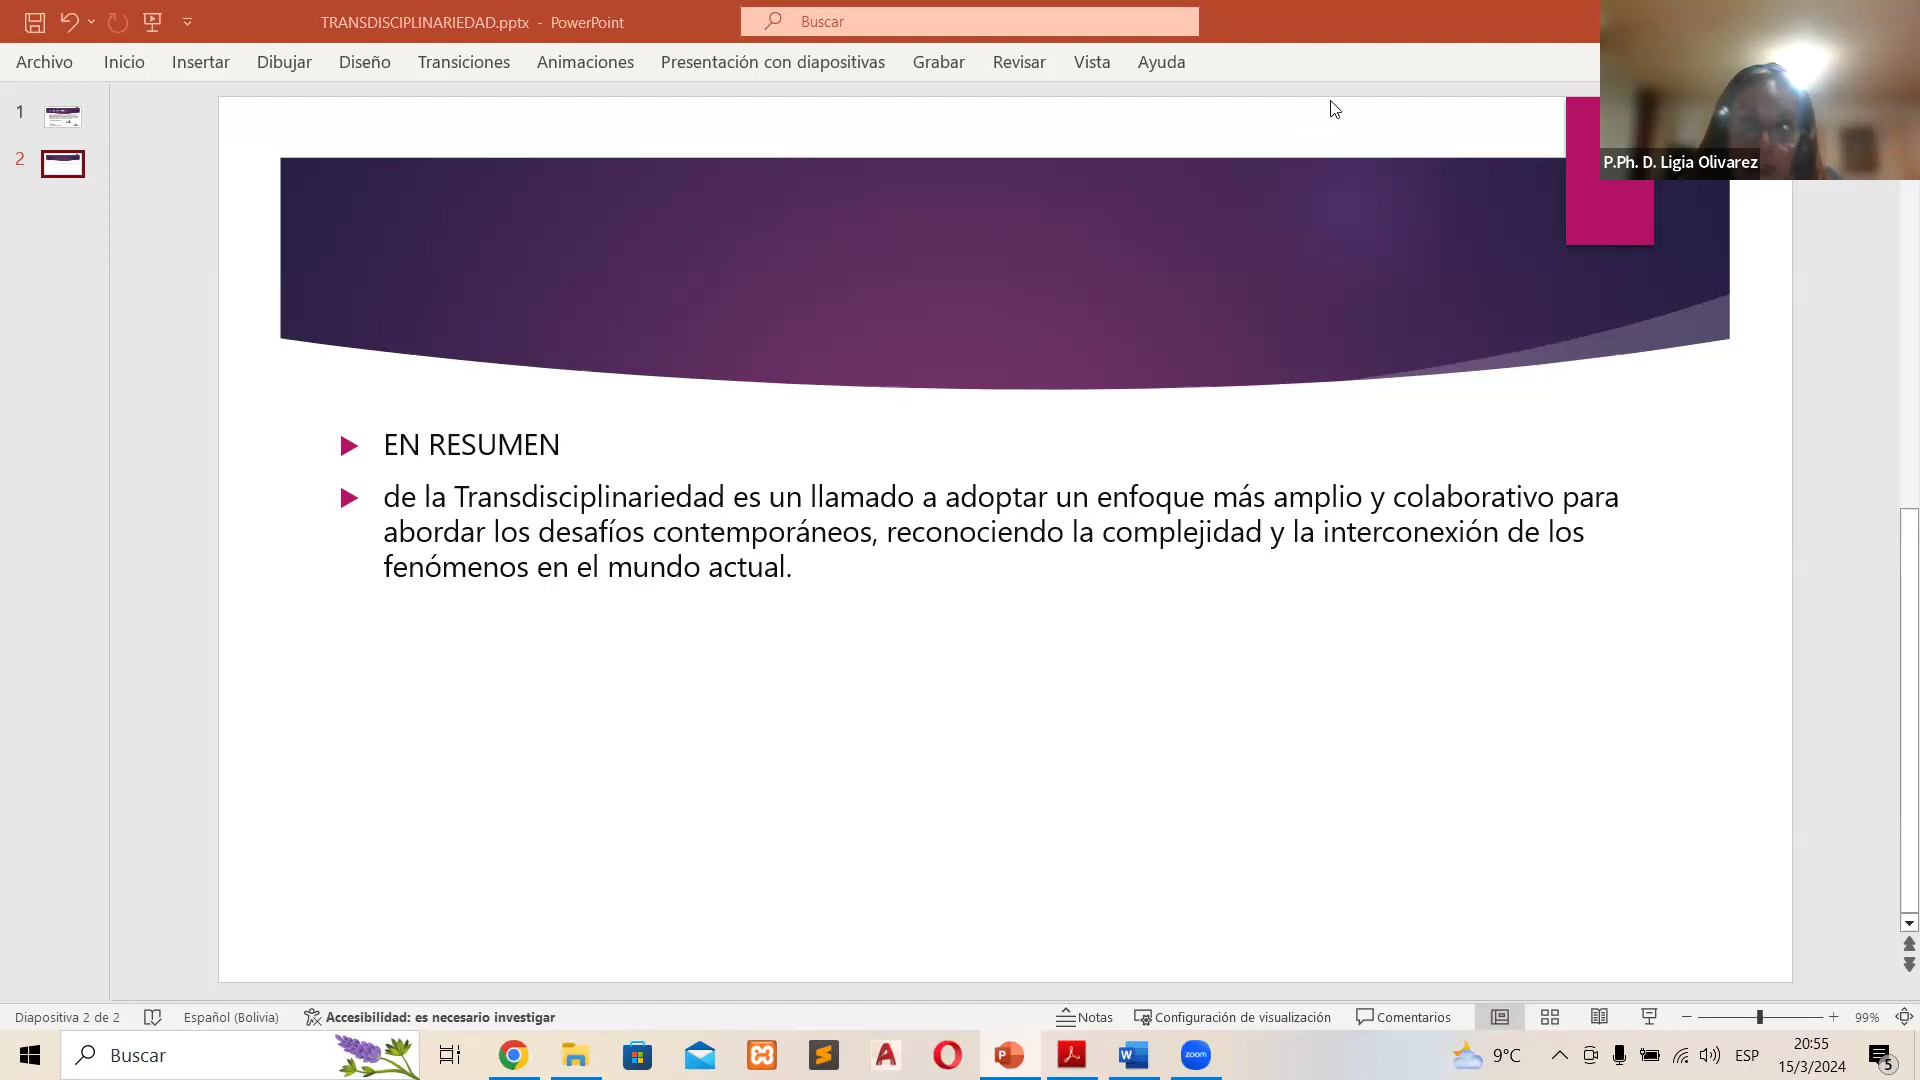 TRANSDISCIPLINARIEDAD.pptx - PowerPoint
Buscar
Archivo Inicio Insertar Dibujar Diseño Transiciones Animaciones Presentación con diapositivas Grabar Revisar Vista Ayuda
P.Ph. D. Ligia Olivarez
1
2
EN RESUMEN
de la Transdisciplinariedad es un llamado a adoptar un enfoque más amplio y colaborativo para
abordar los desafíos contemporáneos, reconociendo la complejidad y la interconexión de los
fenómenos en el mundo actual.
Diapositiva 2 de 2 Español (Bolivia) Accesibilidad: es necesario investigar Notas Configuración de visualización Comentarios 99%
Buscar
zoom
9°C
ESP
20:55
15/3/2024
5